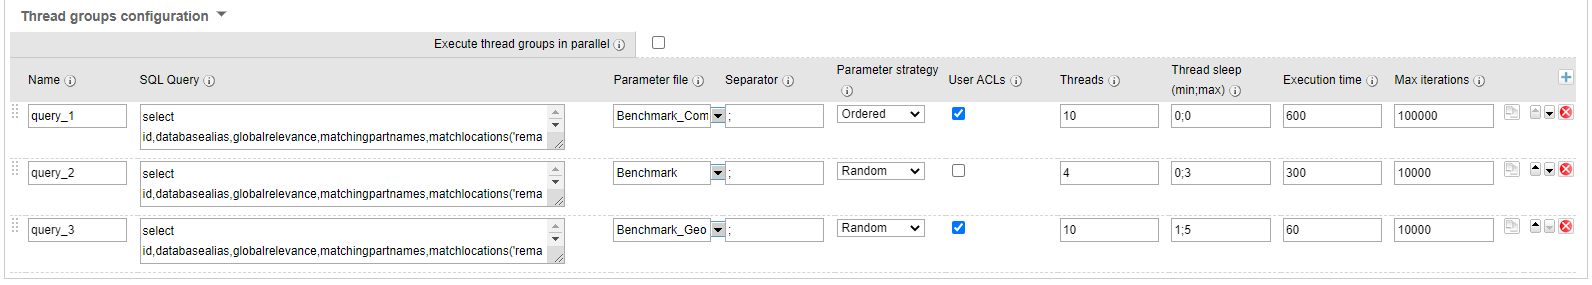 Thread groups configuration
Execute thread groups in parallel
Name SQL Query Parameter file Separator Parameter strategy User ACLs Threads Thread sleep (min;max) Execution time Max iterations
query_1 select Benchmark_Com ; Ordered 10 0;0 600 100000
id,databasealias,globalrelevance,matchingpartnames,matchlocations('rema
query_2 select Benchmark ; Random 4 0;3 300 10000
id,databasealias,globalrelevance,matchingpartnames,matchlocations('rema
query_3 select Benchmark_Geo ; Random 10 1;5 60 10000
id,databasealias,globalrelevance,matchingpartnames,matchlocations('rema